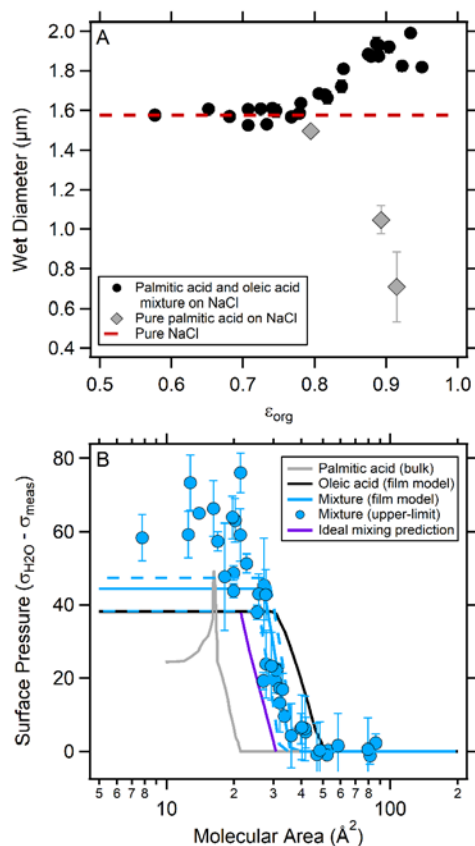 A
2.0
1.8
1.6
1.4
1.2
1.0
0.8
0.6
0.4
Wet Diameter (µm)
Palmitic acid and oleic acid
mixture on NaCl
Pure palmitic acid on NaCl
Pure NaCl
0.5 0.6 0.7 0.8 0.9 1.0
εorg
B
80
60
40
20
0
Surface Pressure (σH2O - σmeas)
Palmitic acid (bulk)
Oleic acid (film model)
Mixture (film model)
Mixture (upper-limit)
Ideal mixing prediction
5 6 7 8 10 2 3 4 5 6 8 100 2
Molecular Area (Å²)